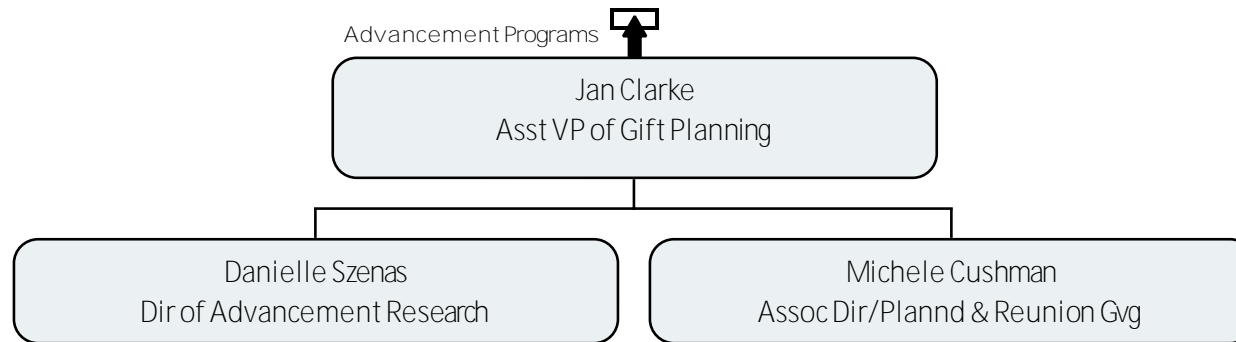 Advancement Programs
Jan Clarke
Asst VP of Gift Planning
Danielle Szenas
Dir of Advancement Research
Michele Cushman
Assoc Dir/Plannd & Reunion Gvg